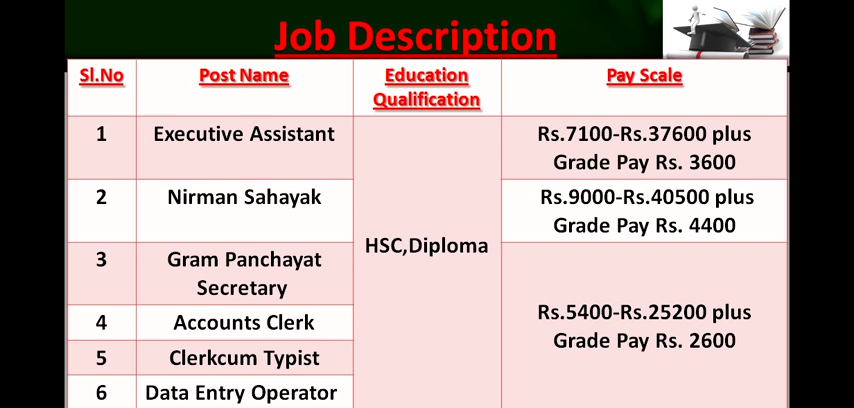 Job Description
Sl.No Post Name Education Qualification Pay Scale
1 Executive Assistant HSC,Diploma Rs.7100-Rs.37600 plus
Grade Pay Rs. 3600
2 Nirman Sahayak Rs.9000-Rs.40500 plus
Grade Pay Rs. 4400
3 Gram Panchayat
Secretary
Rs.5400-Rs.25200 plus
Grade Pay Rs. 2600
4 Accounts Clerk
5 Clerkcum Typist
6 Data Entry Operator